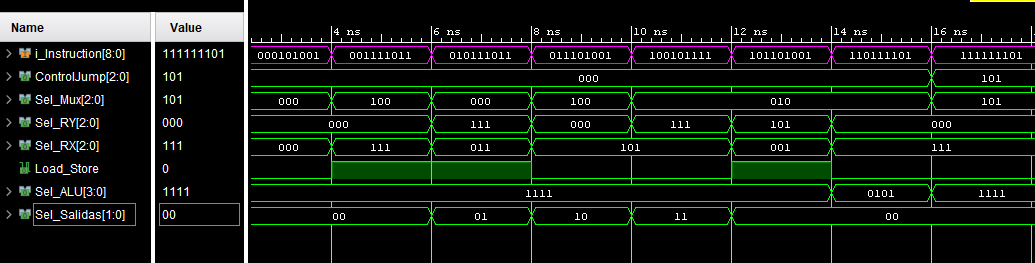 Name Value 4 ns 6 ns 8 ns 10 ns 12 ns 14 ns 16 ns
i_Instruction[8:0] 111111101 000101001 001111011 010111011 011101101 100101111 101101001 110111101 111111101
ControlJump[2:0] 101 000 101
Sel_Mux[2:0] 101 000 100 000 100 010 101
Sel_RY[2:0] 000 000 111 000 111 101 000
Sel_RX[2:0] 111 000 111 011 101 001 111
Load_Store 0
Sel_ALU[3:0] 1111 1111 0101 1111
Sel_Salidas[1:0] 00 00 01 10 11 00